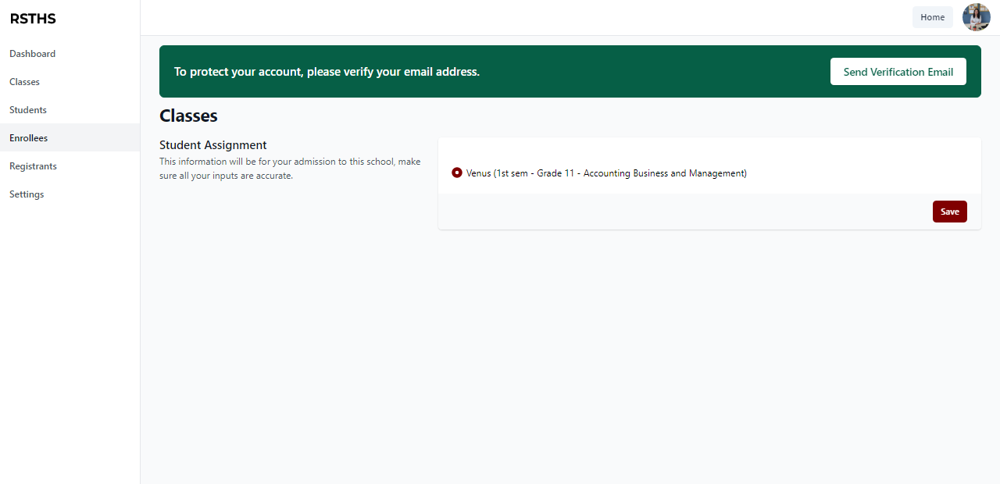 RSTHS
Home
Dashboard
Classes
Students
Enrollees
Registrants
Settings
To protect your account, please verify your email address.
Send Verification Email
Classes
Student Assignment
This information will be for your admission to this school, make
sure all your inputs are accurate.
Venus (1st sem - Grade 11 - Accounting Business and Management)
Save